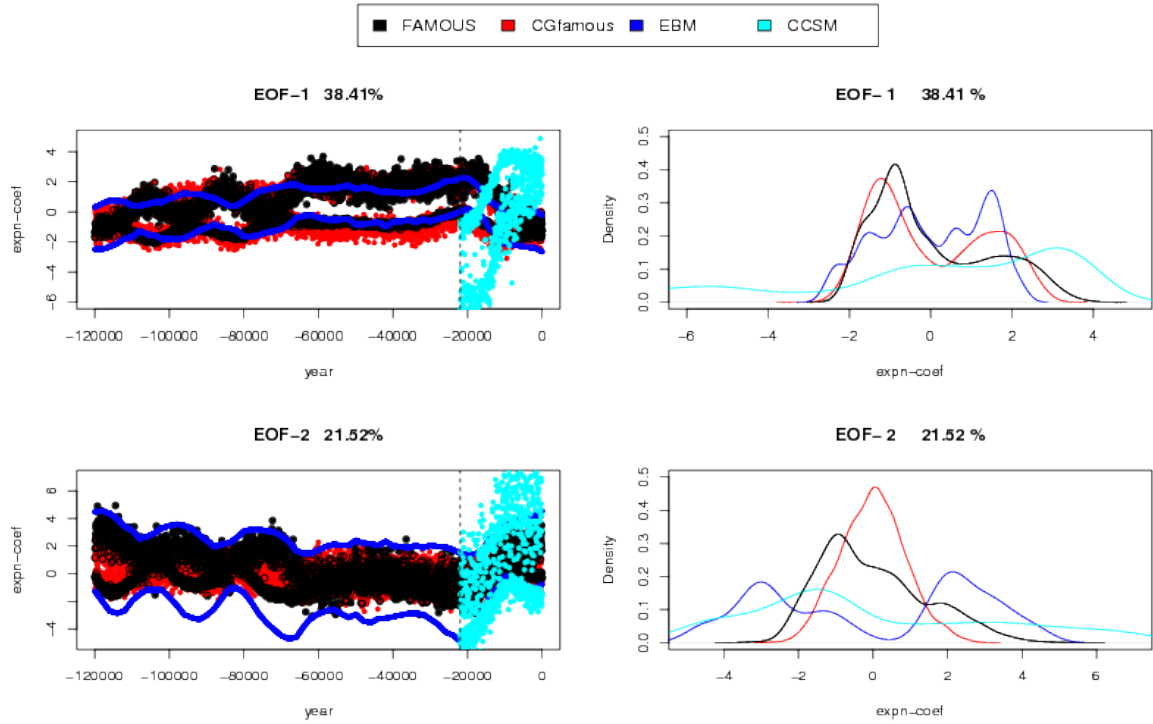 FAMOUS CGfamous EBM CCSM
EOF-1 38.41%
expn-coef
4
2
0
-2
-4
-6
-120000 -100000 -80000 -60000 -40000 -20000 0
year
EOF- 1 38.41 %
Density
0.5
0.4
0.3
0.2
0.1
0.0
-6 -4 -2 0 2 4
expn-coef
EOF-2 21.52%
expn-coef
6
4
2
0
-4
-120000 -100000 -80000 -60000 -40000 -20000 0
year
EOF- 2 21.52 %
Density
0.5
0.4
0.3
0.2
0.1
0.0
-4 -2 0 2 4 6
expn-coef